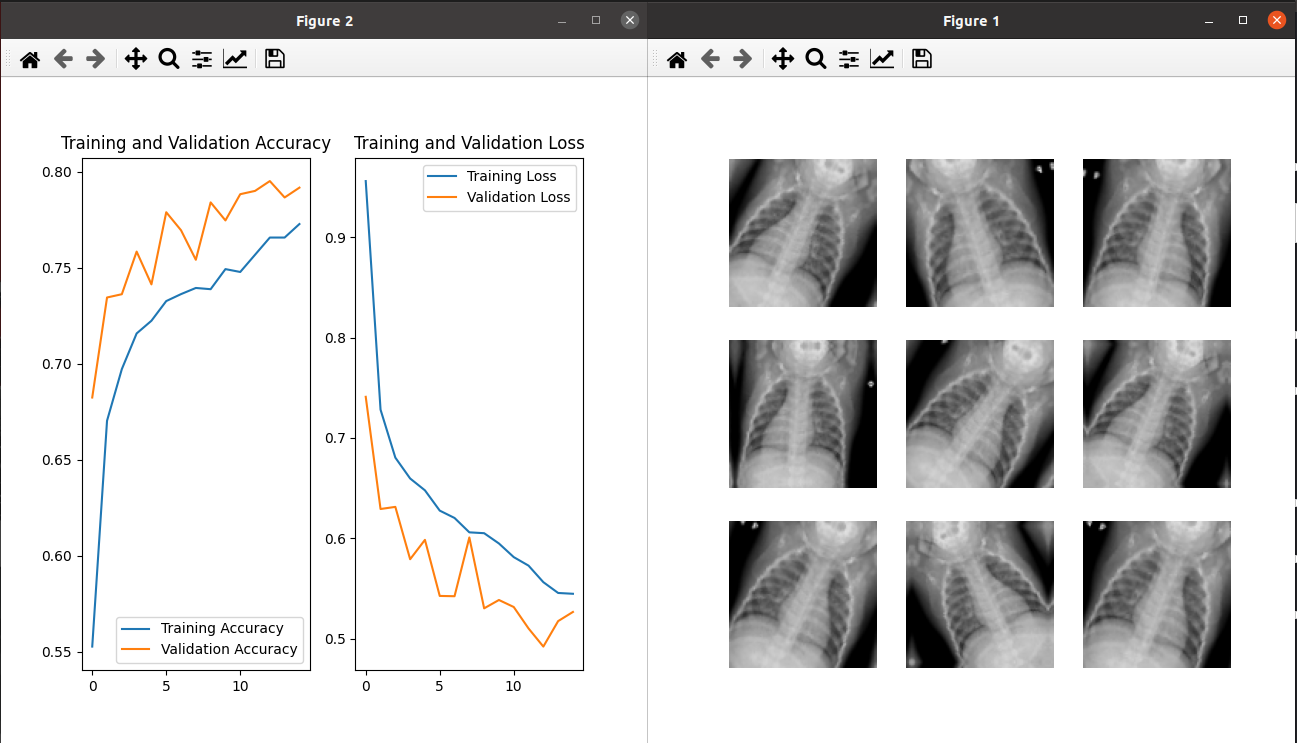 Figure 2
Training and Validation Accuracy
0.80
0.75
0.70
0.65
0.60
0.55
Training Accuracy
Validation Accuracy
0 5 10
Training and Validation Loss
Training Loss
Validation Loss
0.9
0.8
0.7
0.6
0.5
0 5 10
Figure 1